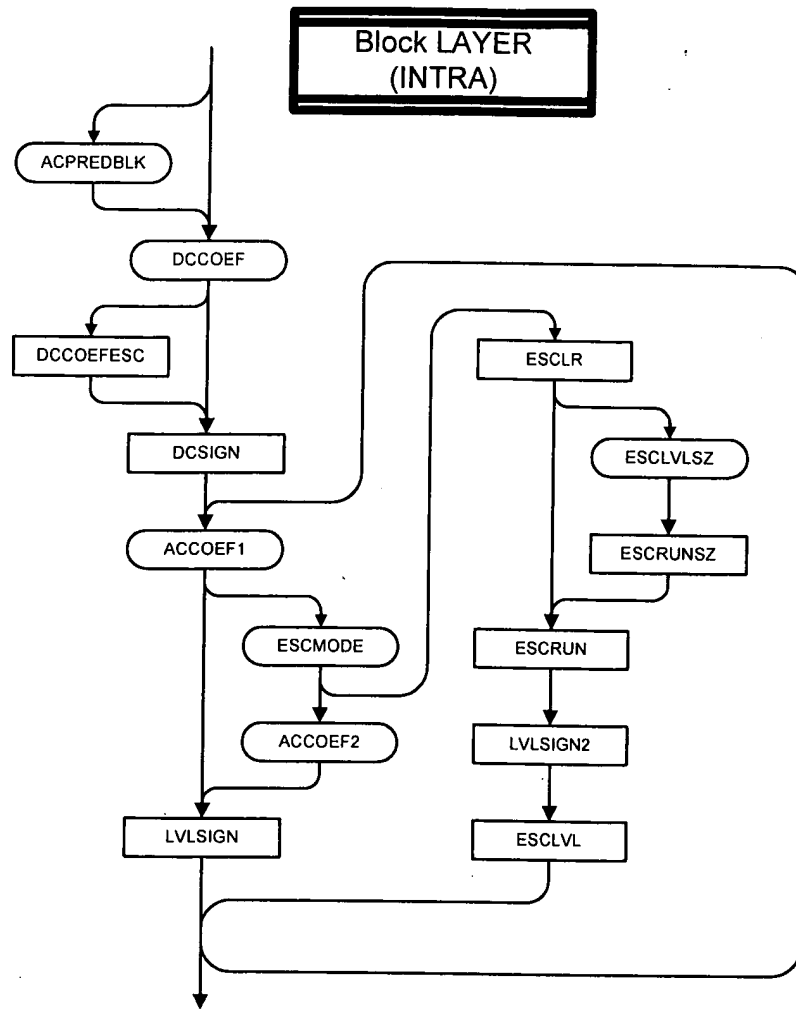 Block LAYER
(INTRA)
ACPREDBLK
DCCOEF
DCCOEFESC
DCSIGN
ACCOEF1
ESCMODE
ACCOEF2
LVLSIGN
ESCLR
ESCLVLSZ
ESCRUNSZ
ESCRUN
LVLSIGN2
ESCLVL